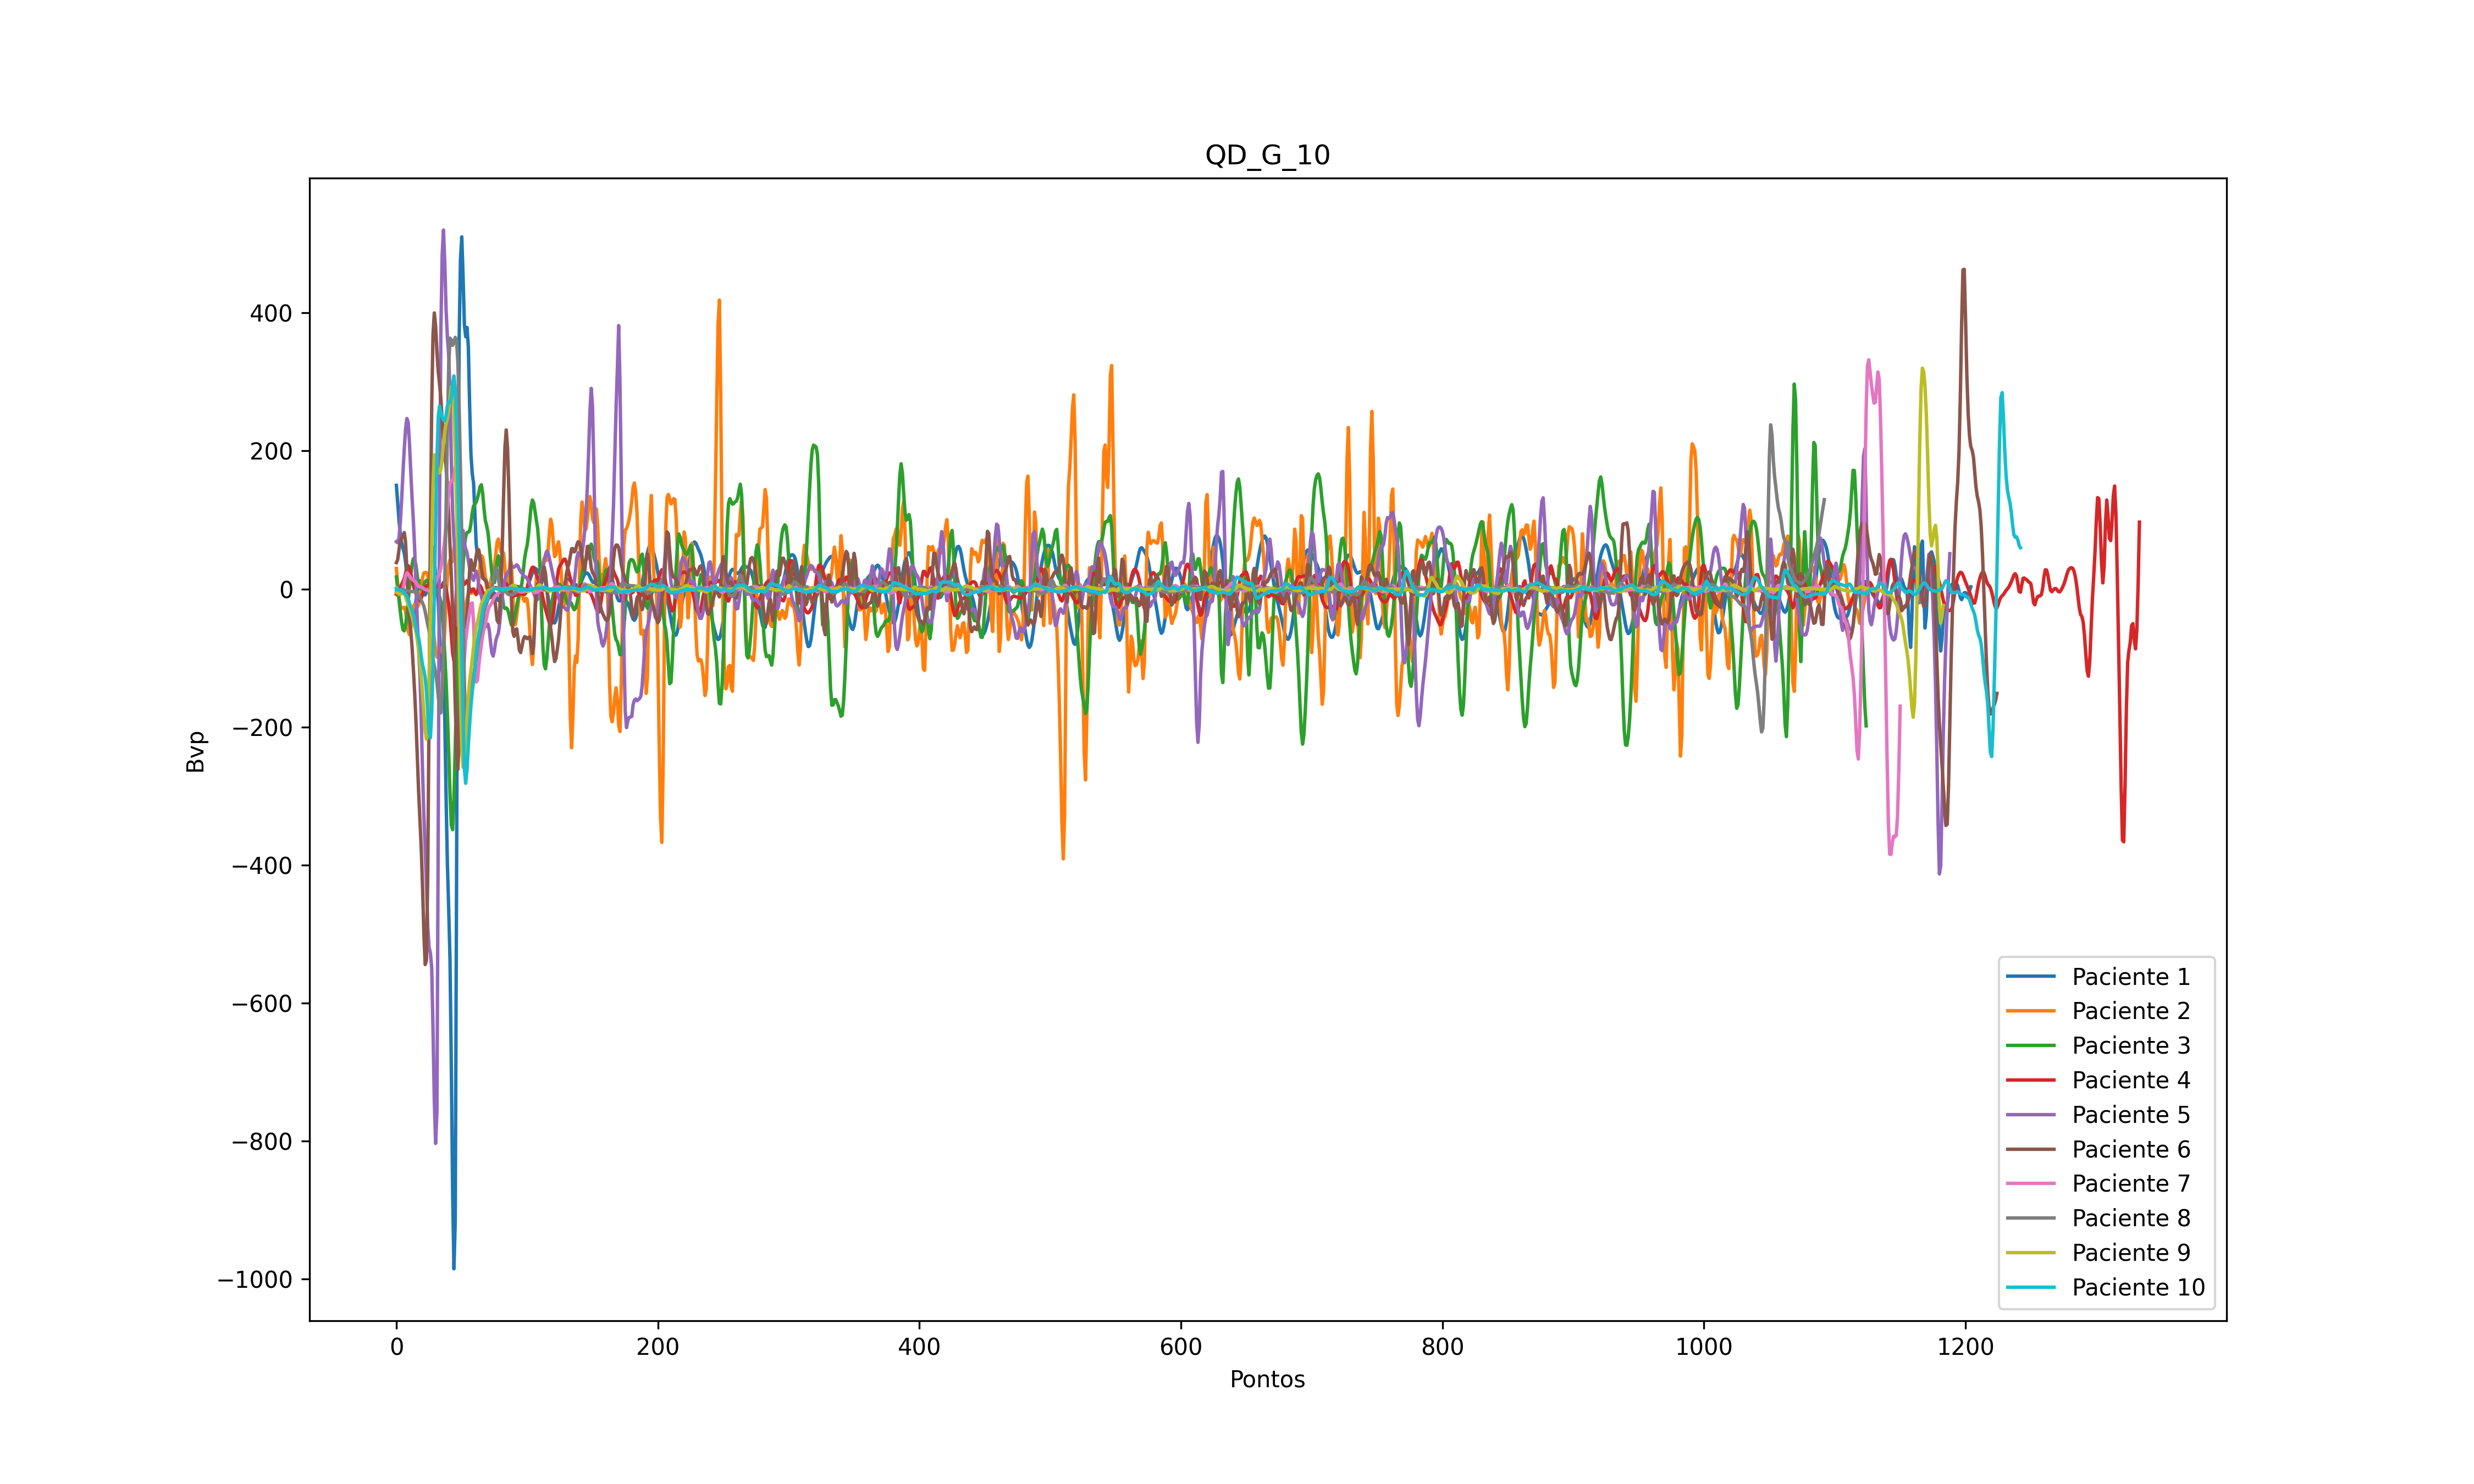 QD_G_10
400
200
0
−200
−400
−600
−800
−1000
Bvp
0 200 400 600 800 1000 1200
Pontos
Paciente 1
Paciente 2
Paciente 3
Paciente 4
Paciente 5
Paciente 6
Paciente 7
Paciente 8
Paciente 9
Paciente 10